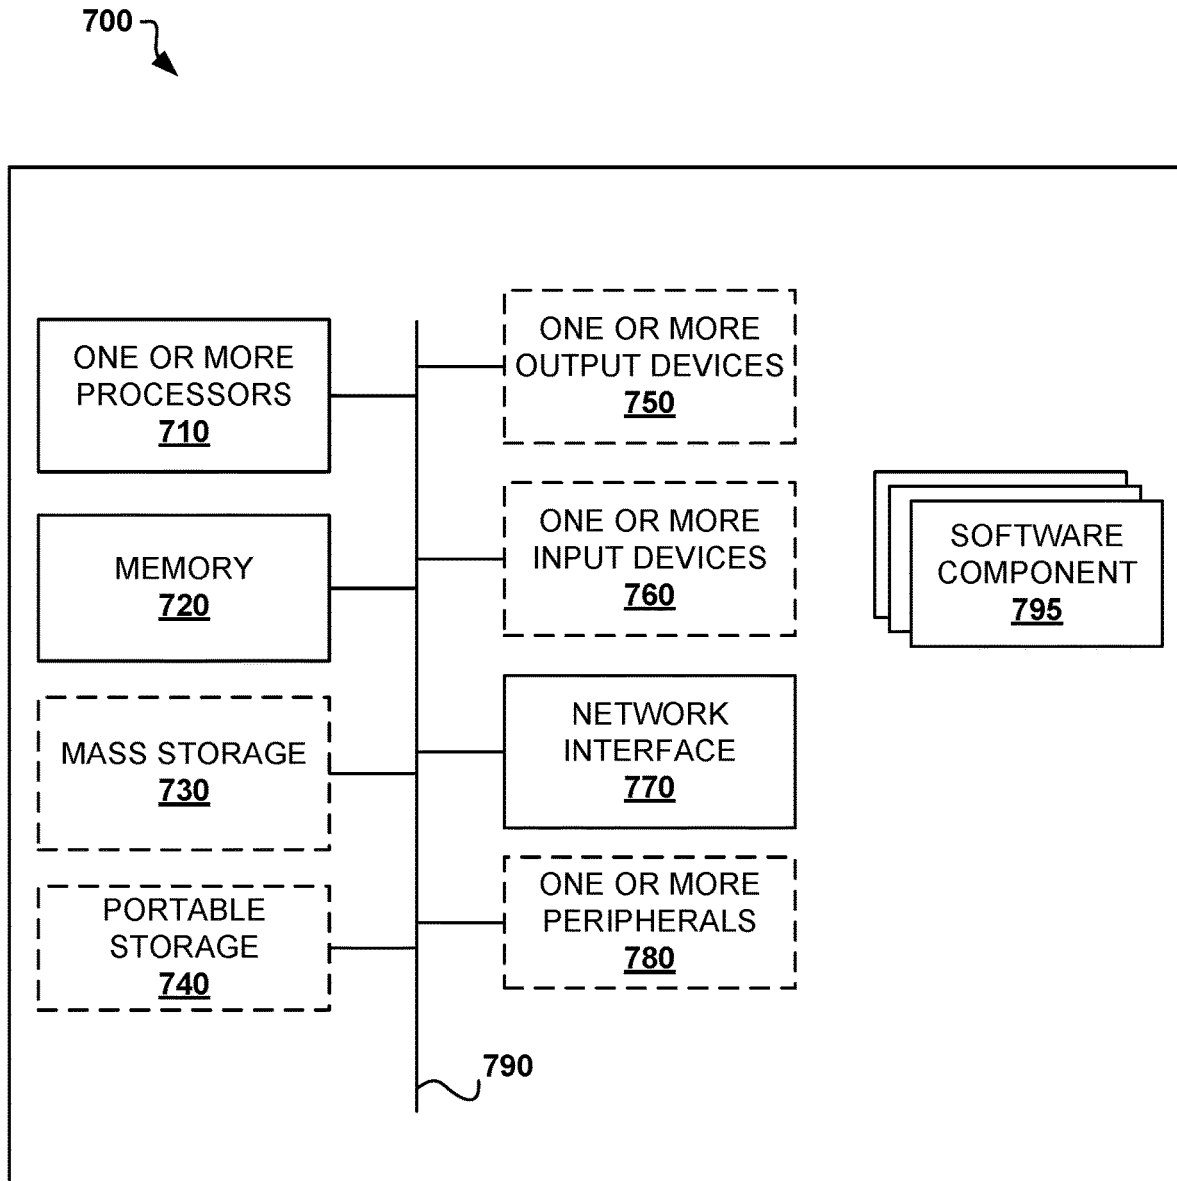 700
ONE OR MORE
PROCESSORS
710
MEMORY
720
MASS STORAGE
730
PORTABLE
STORAGE
740
ONE OR MORE
OUTPUT DEVICES
750
ONE OR MORE
INPUT DEVICES
760
NETWORK
INTERFACE
770
ONE OR MORE
PERIPHERALS
780
790
SOFTWARE
COMPONENT
795